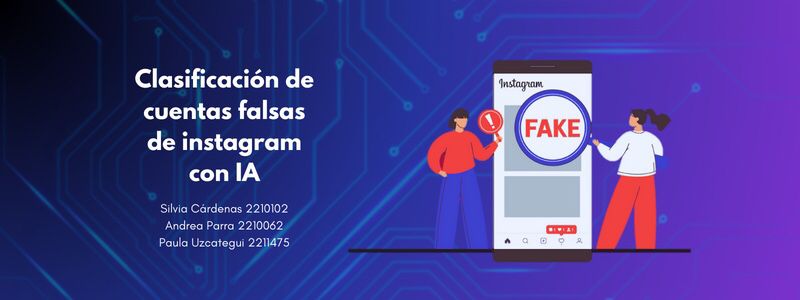 Clasificación de
cuentas falsas
de instagram
con IA
Silvia Cárdenas 2210102
Andrea Parra 2210062
Paula Uzcategui 2211475
Instagram
!
FAKE